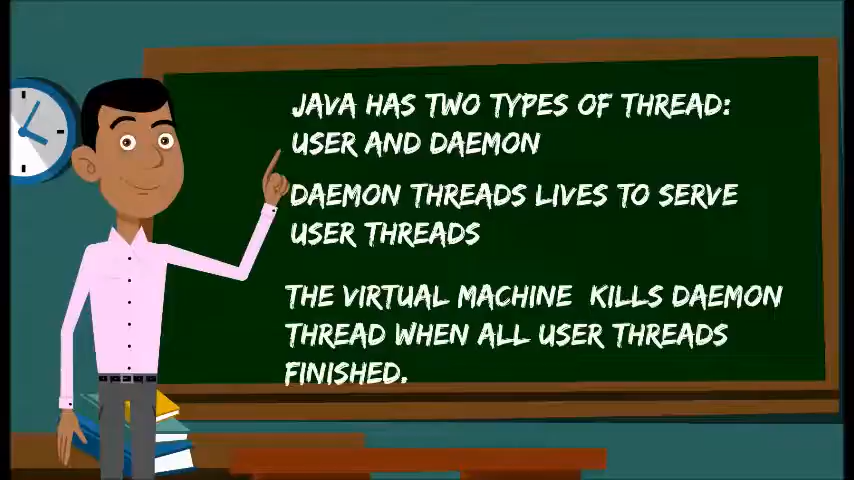 JAVA HAS TWO TYPES OF THREAD:
USER AND DAEMON
DAEMON THREADS LIVES TO SERVE
USER THREADS
THE VIRTUAL MACHINE KILLS DAEMON
THREAD WHEN ALL USER THREADS
FINISHED.